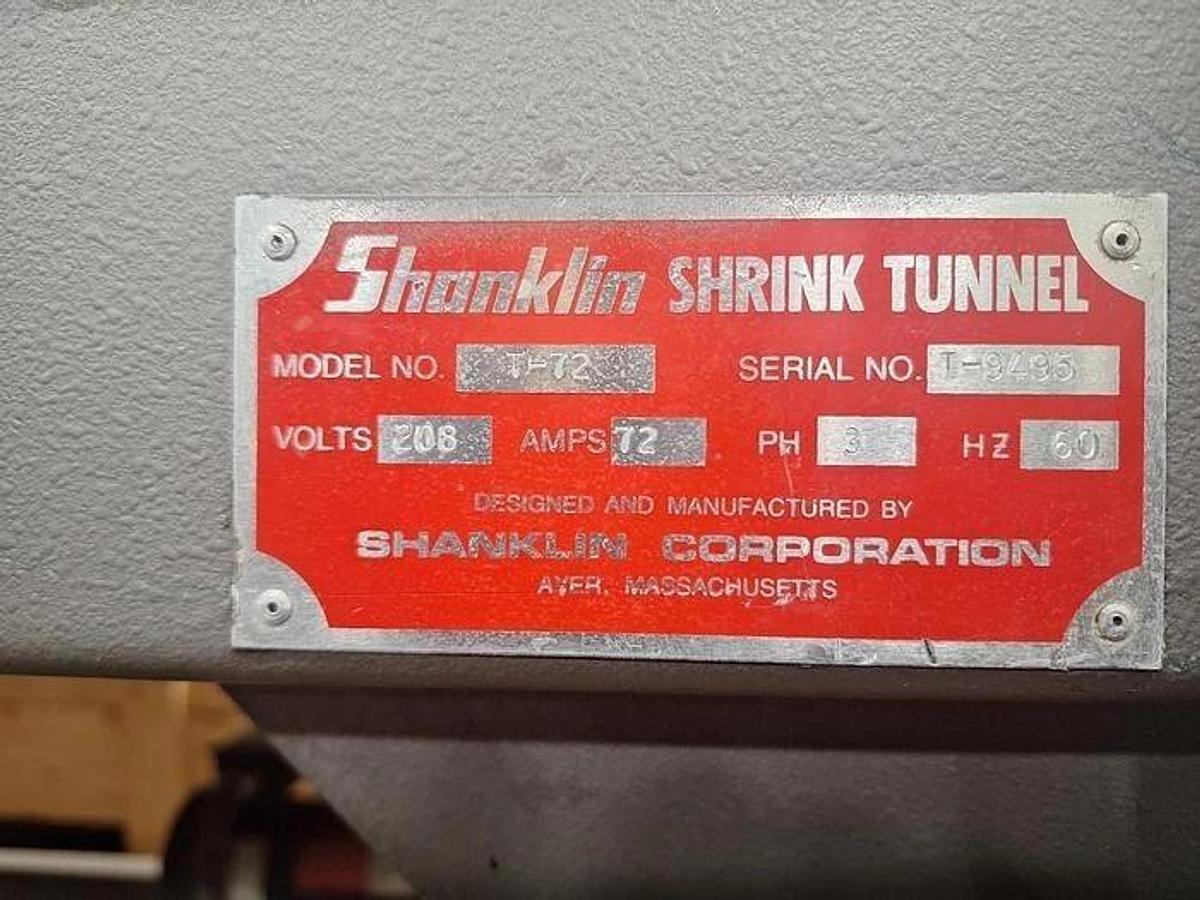 Shanklin SHRINK TUNNEL
MODEL NO. T-72 SERIAL NO. T-9495
VOLTS 208 AMPS 72 PH 3 HZ 60
DESIGNED AND MANUFACTURED BY
SHANKLIN CORPORATION
AYER, MASSACHUSETTS